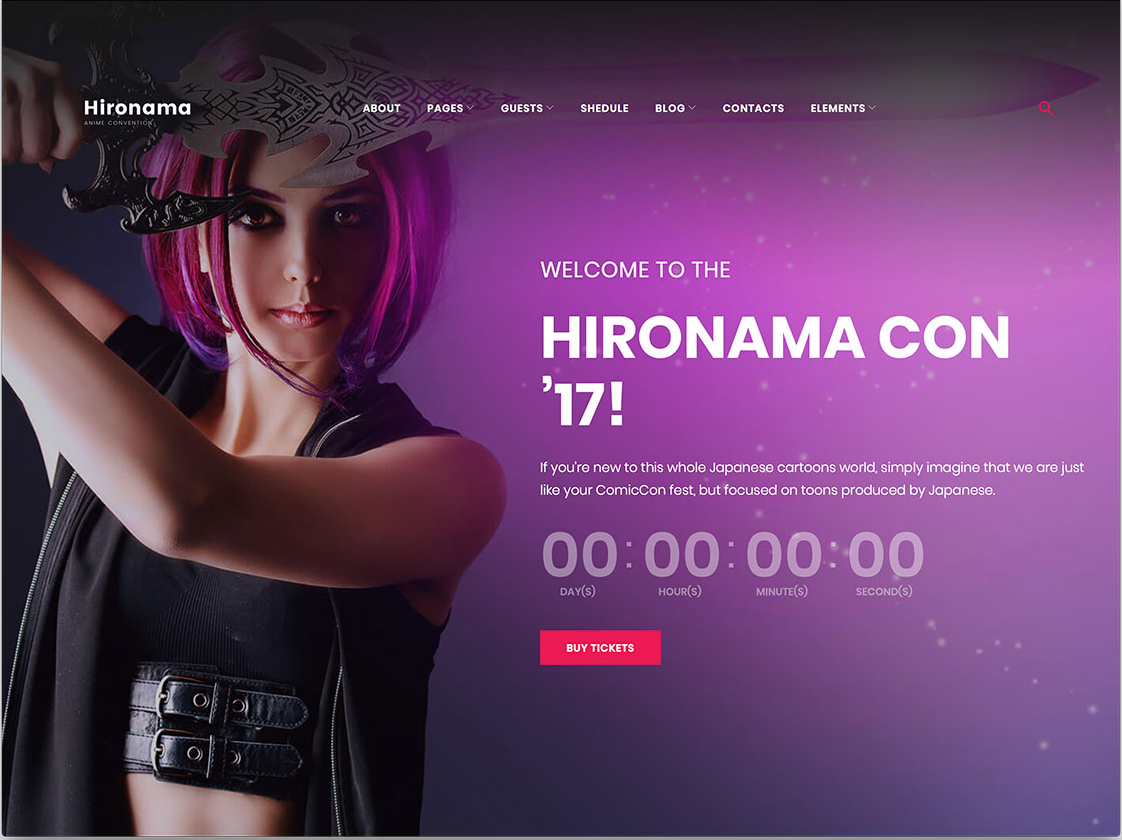 Hironama
ANIME CONVENTION
ABOUT PAGES GUESTS SHEDULE BLOG CONTACTS ELEMENTS
WELCOME TO THE
HIRONAMA CON
’17!
If you're new to this whole Japanese cartoons world, simply imagine that we are just
like your ComicCon fest, but focused on toons produced by Japanese.
00 : 00 : 00 : 00
DAY(S) HOUR(S) MINUTE(S) SECOND(S)
BUY TICKETS